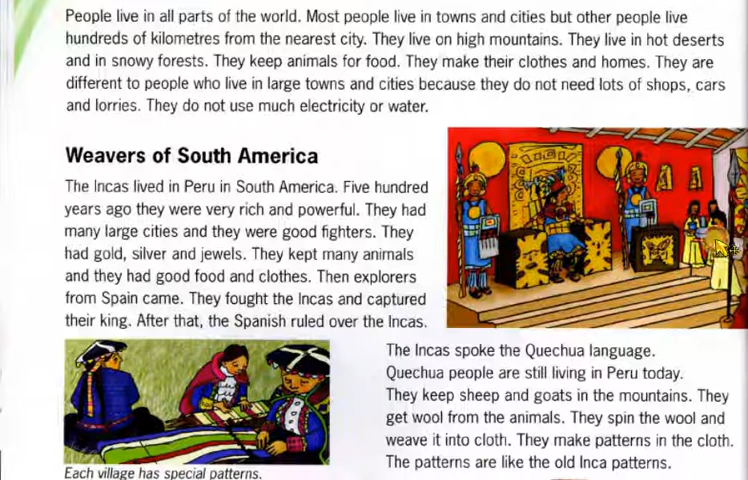 People live in all parts of the world. Most people live in towns and cities but other people live
hundreds of kilometres from the nearest city. They live on high mountains. They live in hot deserts
and in snowy forests. They keep animals for food. They make their clothes and homes. They are
different to people who live in large towns and cities because they do not need lots of shops, cars
and lorries. They do not use much electricity or water.
Weavers of South America
The Incas lived in Peru in South America. Five hundred
years ago they were very rich and powerful. They had
many large cities and they were good fighters. They
had gold, silver and jewels. They kept many animals
and they had good food and clothes. Then explorers
from Spain came. They fought the Incas and captured
their king. After that, the Spanish ruled over the Incas.
The Incas spoke the Quechua language.
Quechua people are still living in Peru today.
They keep sheep and goats in the mountains. They
get wool from the animals. They spin the wool and
weave it into cloth. They make patterns in the cloth.
The patterns are like the old Inca patterns.
Each village has special patterns.